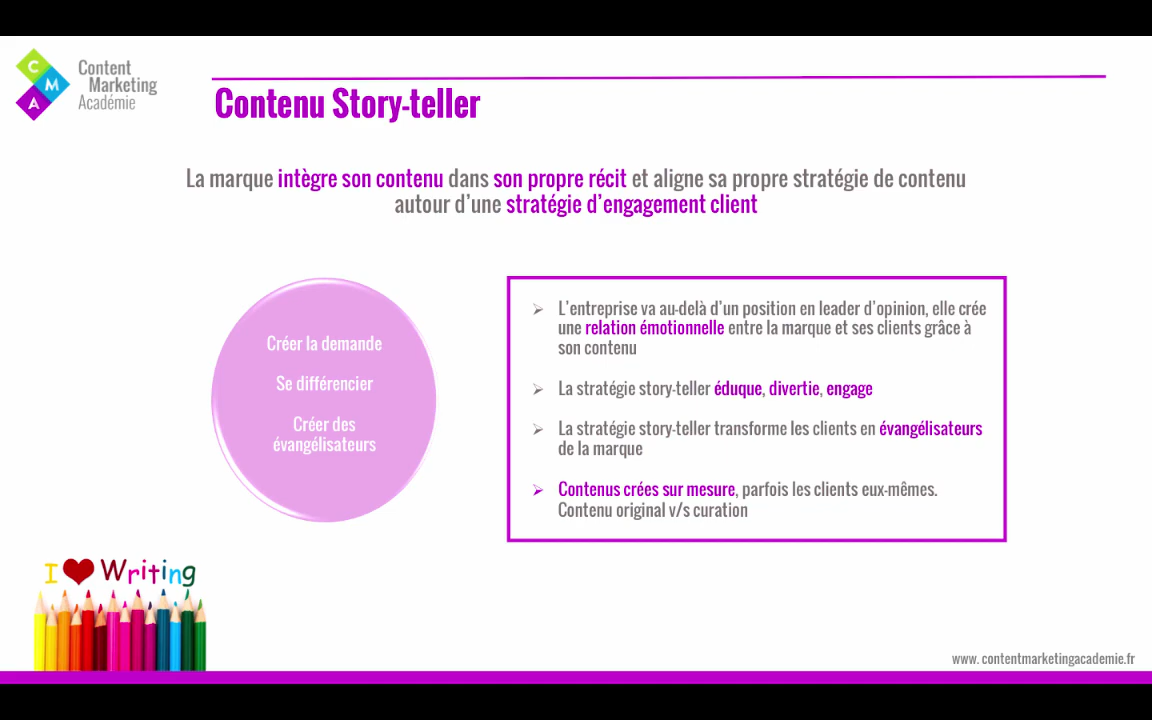 C
M
A
Content
Marketing
Académie
Contenu Story-teller
La marque intègre son contenu dans son propre récit et aligne sa propre stratégie de contenu
autour d'une stratégie d'engagement client
Créer la demande
Se différencier
Créer des
évangélisateurs
L'entreprise va au-delà d'un position en leader d'opinion, elle crée
une relation émotionnelle entre la marque et ses clients grâce à
son contenu
La stratégie story-teller éduque, divertie, engage
La stratégie story-teller transforme les clients en évangélisateurs
de la marque
Contenus crées sur mesure, parfois les clients eux-mêmes.
Contenu original v/s curation
I ❤ Writing
www. contentmarketingacademie.fr